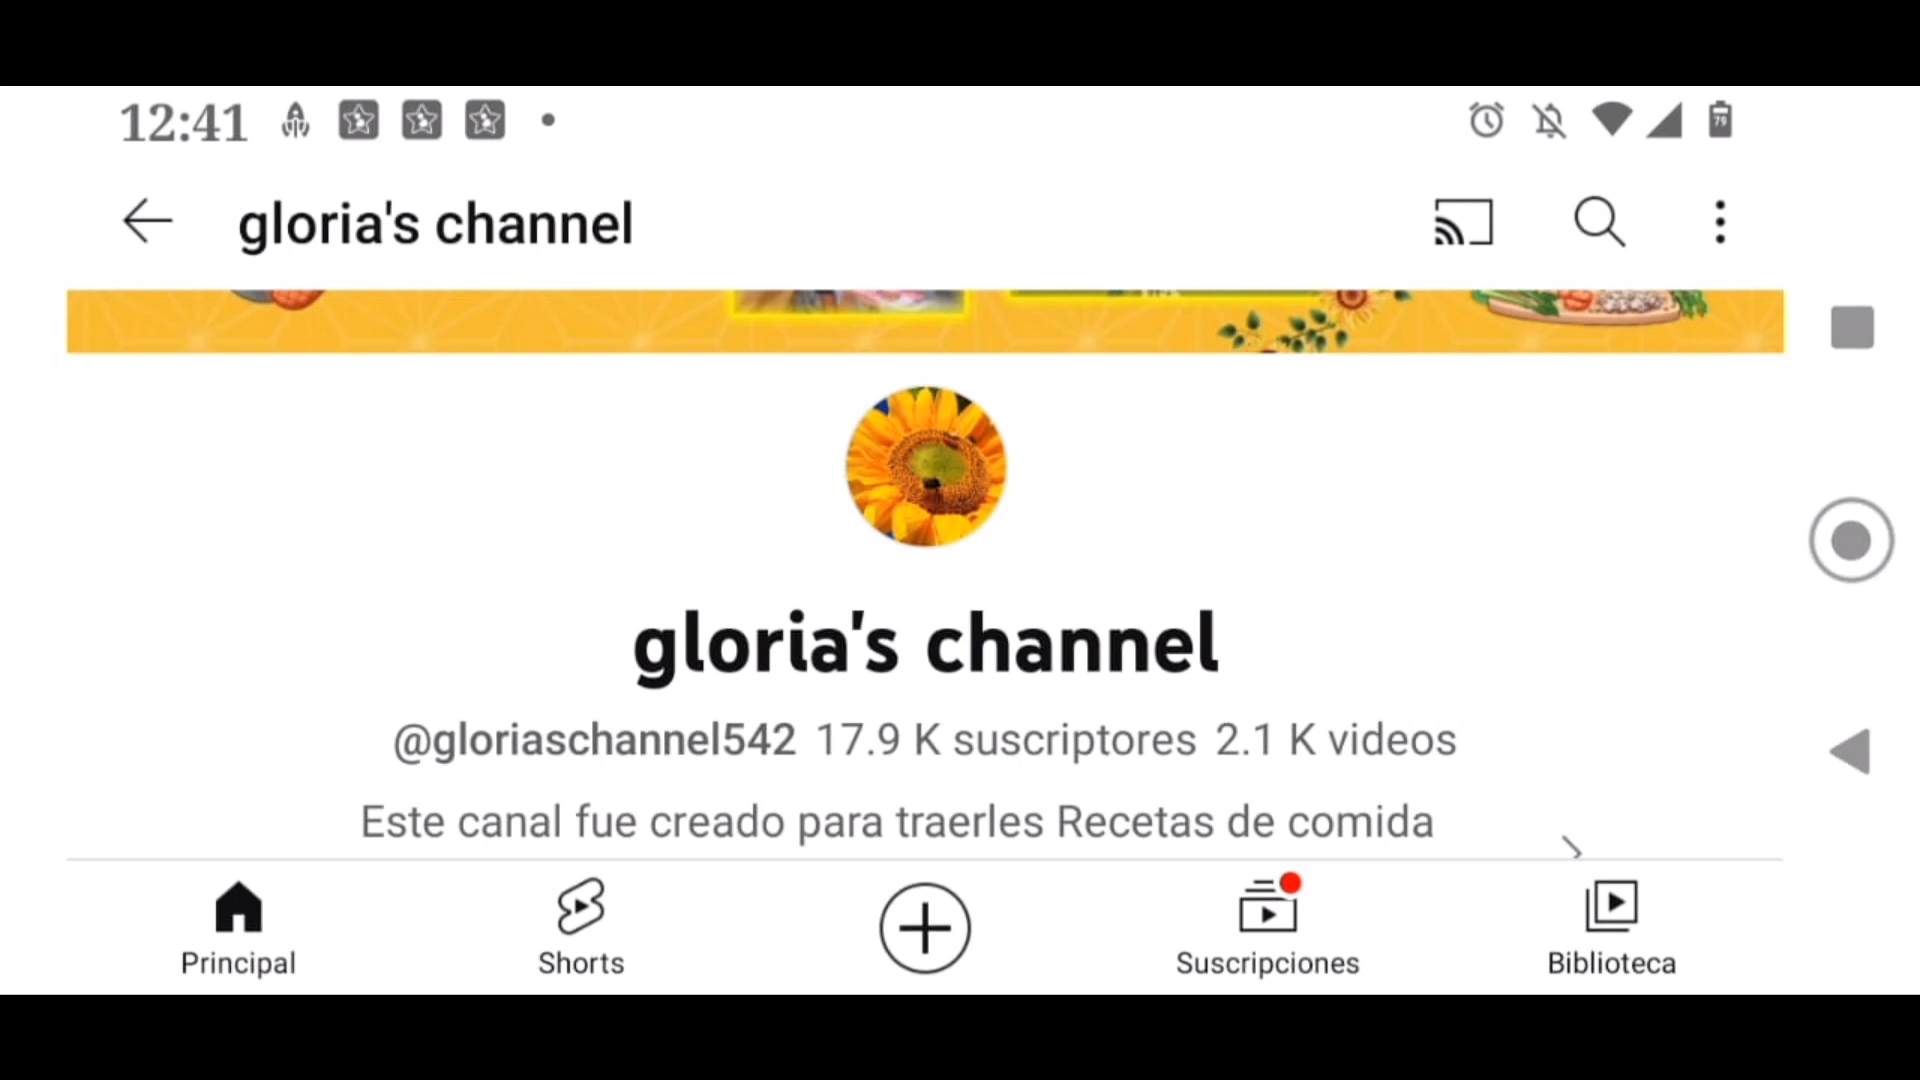 12:41
79
gloria's channel
gloria's channel
@gloriaschannel542 17.9 K suscriptores 2.1 K videos
Este canal fue creado para traerles Recetas de comida
Principal Shorts Suscripciones Biblioteca